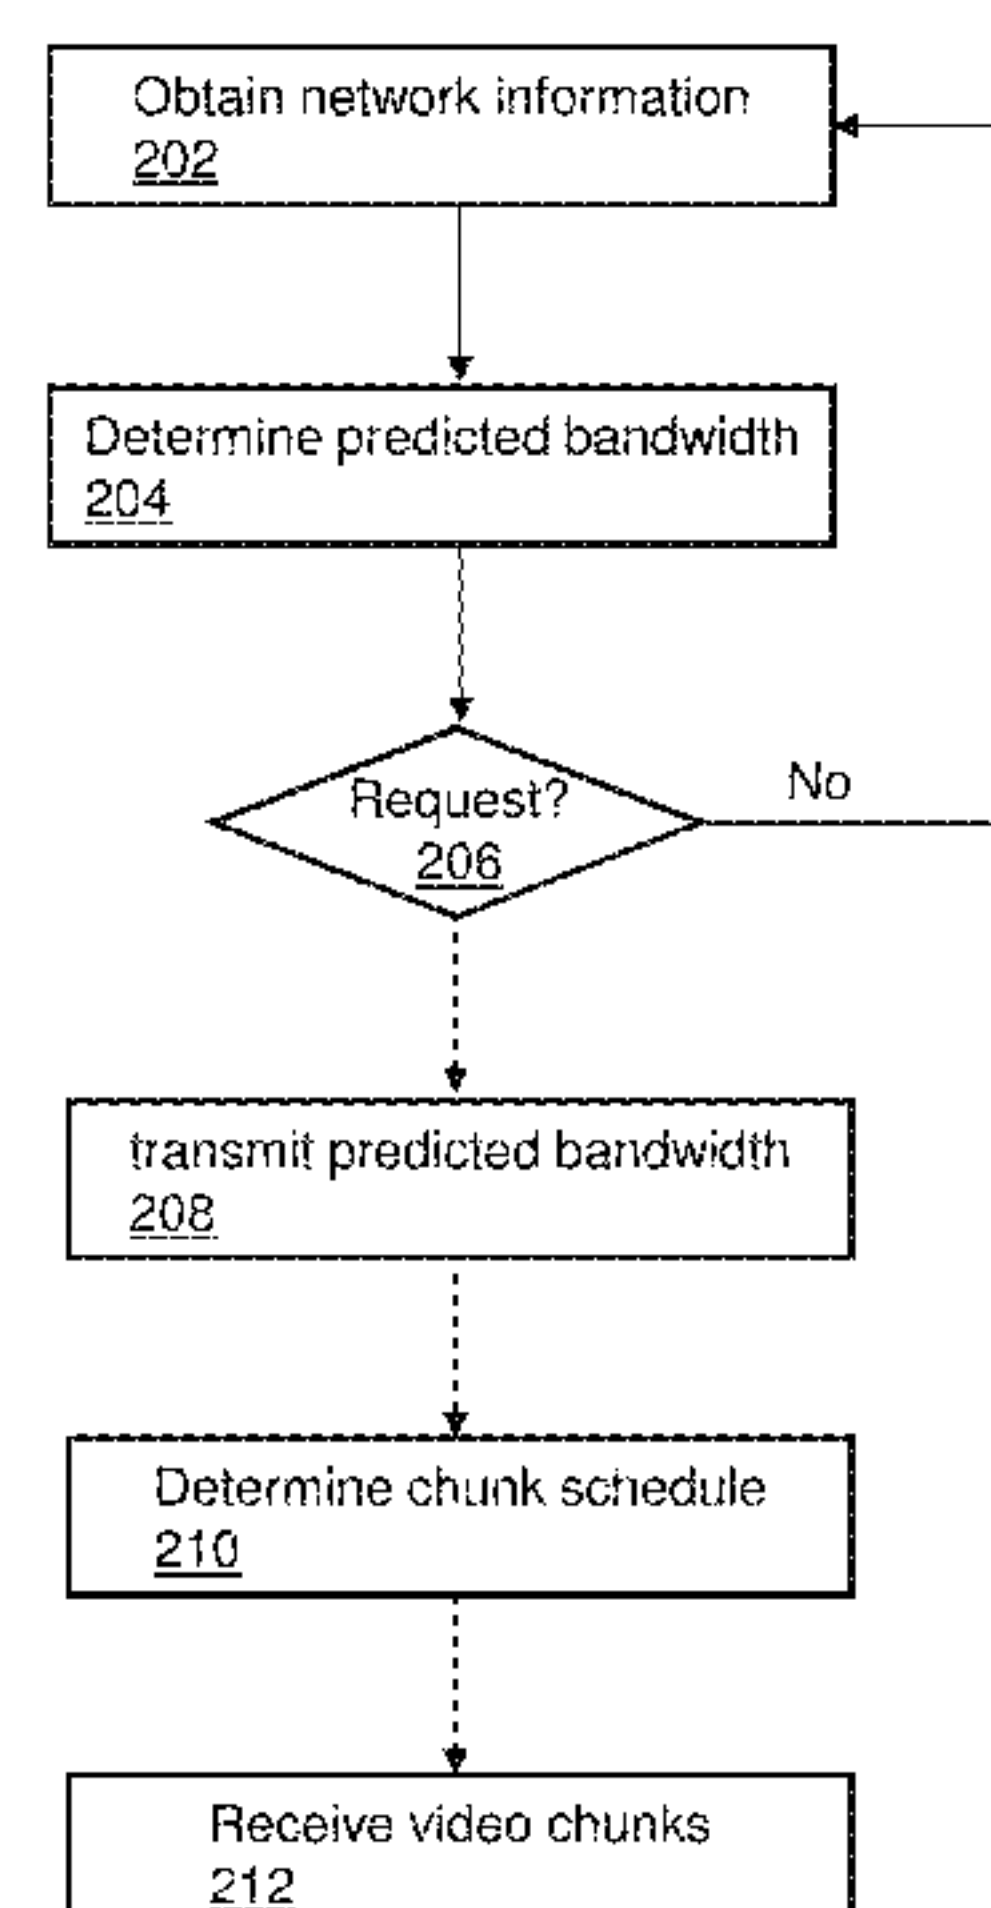 Obtain network information
202
Determine predicted bandwidth
204
Request?
206
No
transmit predicted bandwidth
208
Determine chunk schedule
210
Receive video chunks
212